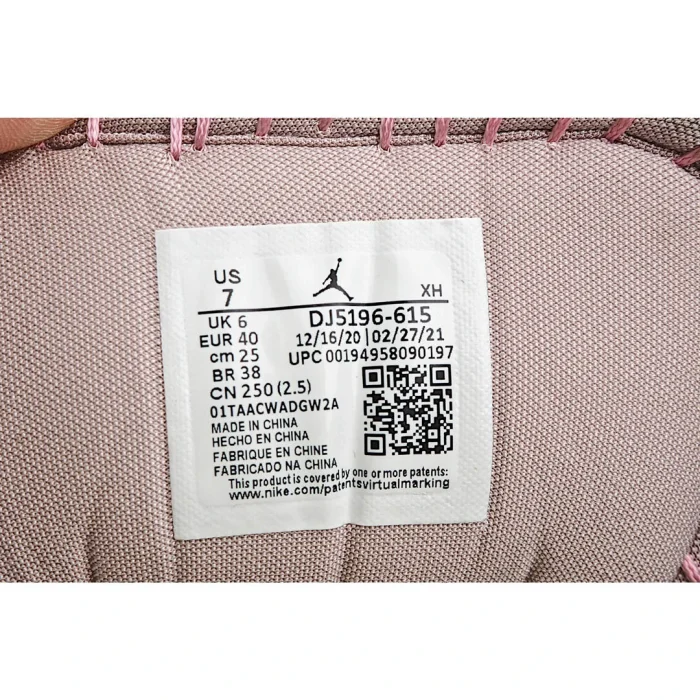 US
7
XH
UK 6
DJ5196-615
EUR 40
12/16/20 | 02/27/21
cm 25
UPC 00194958090197
BR 38
CN 250 (2.5)
01TAACWADGW2A
MADE IN CHINA
HECHO EN CHINA
FABRIQUE EN CHINE
FABRICADO NA CHINA
This product is covered by one or more patents:
www.nike.com/patentsvirtualmarking